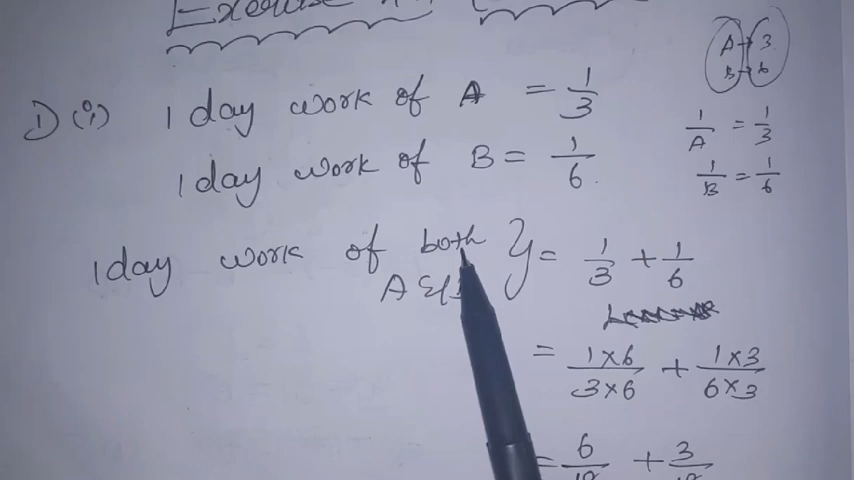 Exercise
A → 3
B → 6
1) (i) 1 day work of A = 1/3
1/A = 1/3
1 day work of B = 1/6
1/B = 1/6
1 day work of both } = 1/3 + 1/6
A &
= 1×6/3×6 + 1×3/6×3
= 6/18 + 3/18